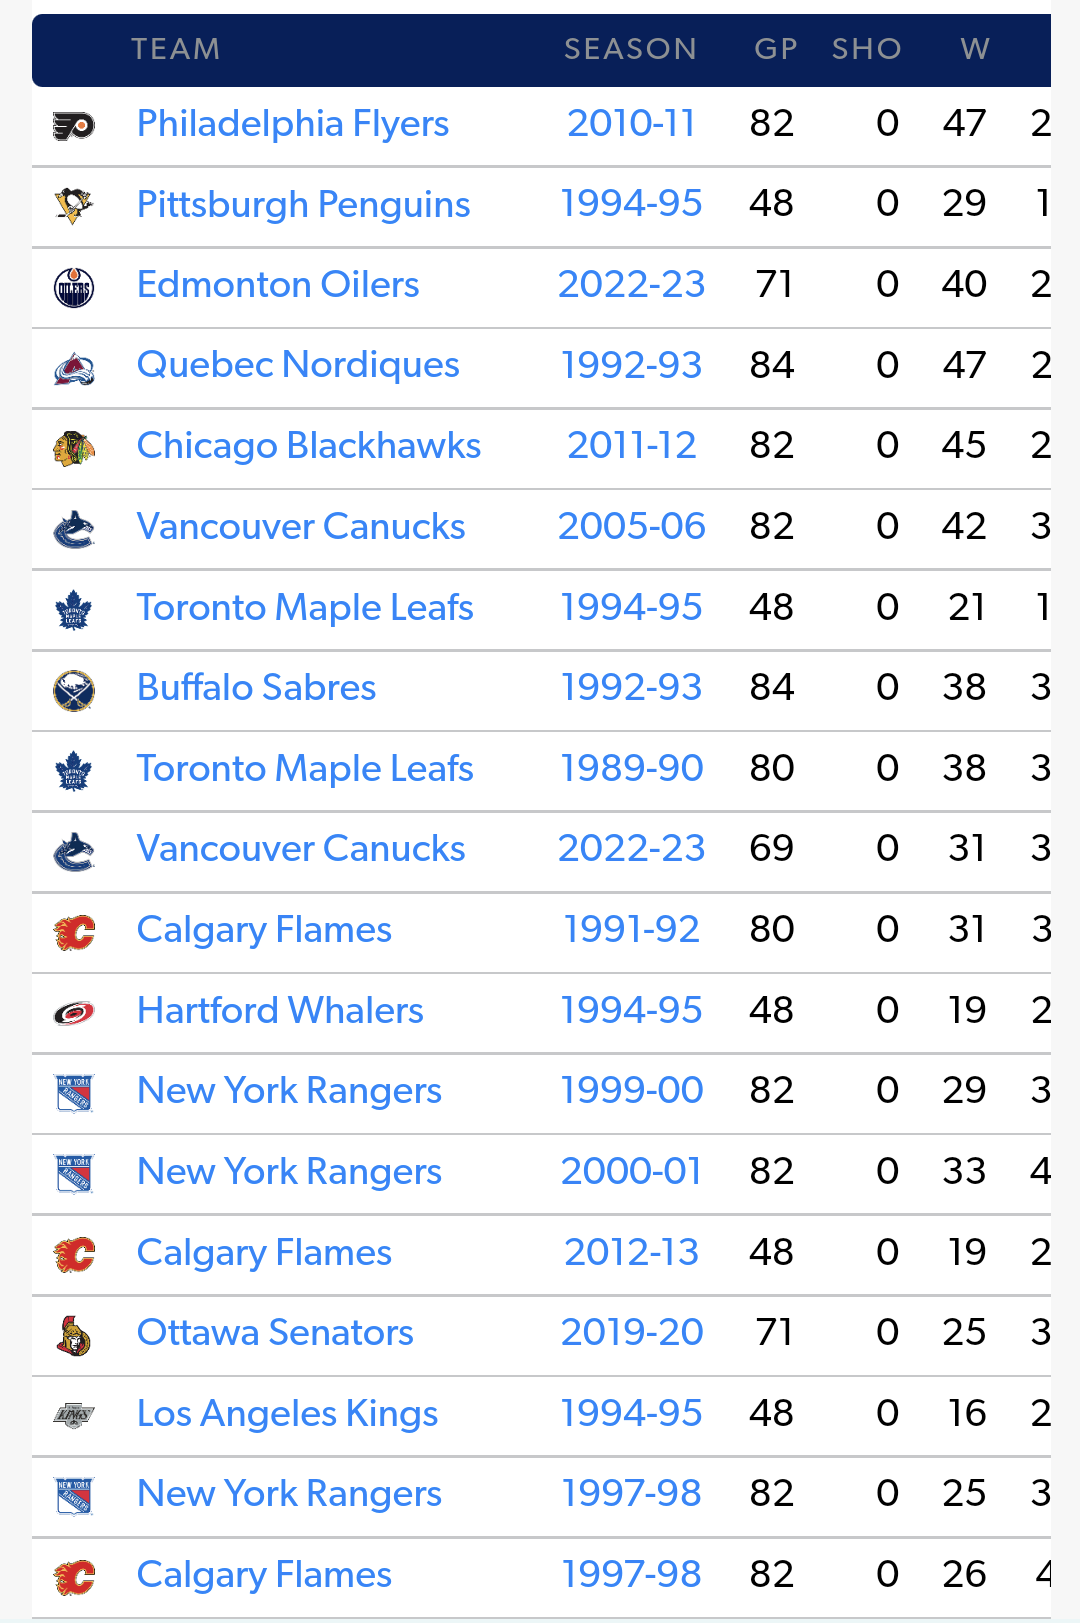 TEAM SEASON GP SHO W
Philadelphia Flyers 2010-11 82 0 47 2
Pittsburgh Penguins 1994-95 48 0 29 1
Edmonton Oilers 2022-23 71 0 40 2
Quebec Nordiques 1992-93 84 0 47 2
Chicago Blackhawks 2011-12 82 0 45 2
Vancouver Canucks 2005-06 82 0 42 3
Toronto Maple Leafs 1994-95 48 0 21 1
Buffalo Sabres 1992-93 84 0 38 3
Toronto Maple Leafs 1989-90 80 0 38 3
Vancouver Canucks 2022-23 69 0 31 3
Calgary Flames 1991-92 80 0 31 3
Hartford Whalers 1994-95 48 0 19 2
New York Rangers 1999-00 82 0 29 3
New York Rangers 2000-01 82 0 33 4
Calgary Flames 2012-13 48 0 19 2
Ottawa Senators 2019-20 71 0 25 3
Los Angeles Kings 1994-95 48 0 16 2
New York Rangers 1997-98 82 0 25 3
Calgary Flames 1997-98 82 0 26 4